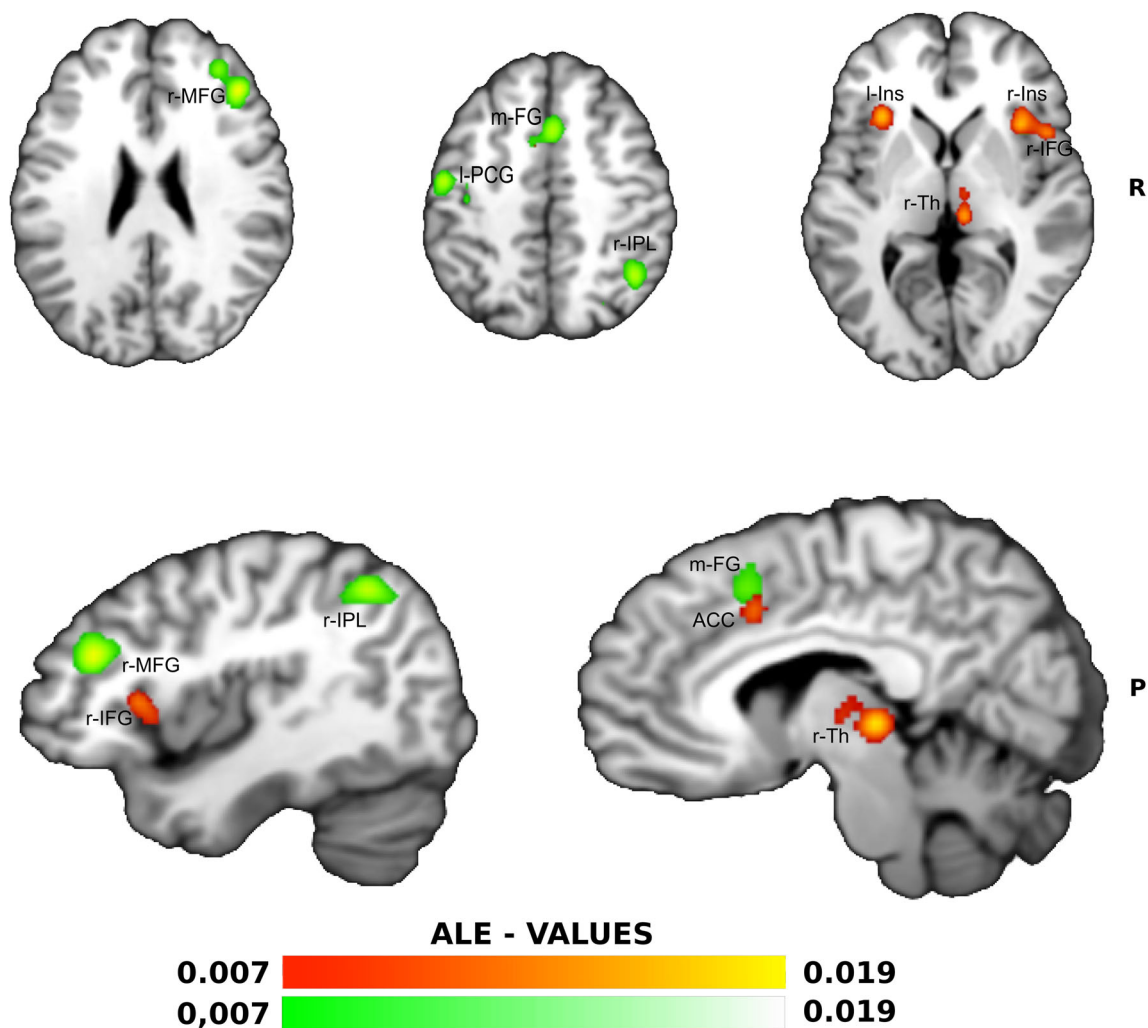 r-MFG
m-FG
l-PCG
r-IPL
l-Ins
r-Ins
r-IFG
r-Th
R
r-IPL
r-MFG
r-IFG
m-FG
ACC
r-Th
P
ALE - VALUES
0.007 0.019
0,007 0.019